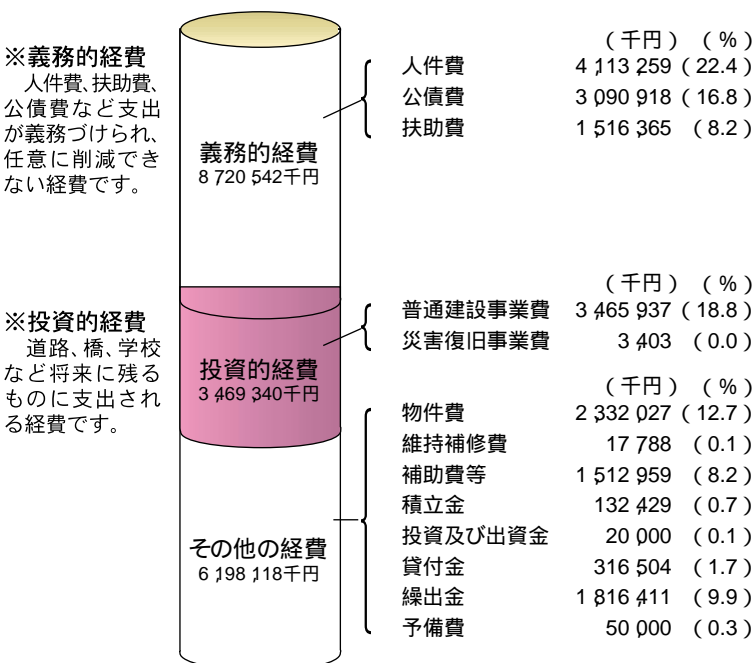 ※義務的経費
人件費、扶助費、
公債費など支出
が義務づけられ、
任意に削減でき
ない経費です。
義務的経費
8,720,542千円
（千円）（％）
人件費 4,113,259（22.4）
公債費 3,090,918（16.8）
扶助費 1,516,365（8.2）
※投資的経費
道路、橋、学校
など将来に残る
ものに支出され
る経費です。
投資的経費
3,469,340千円
（千円）（％）
普通建設事業費 3,465,937（18.8）
災害復旧事業費 3,403（0.0）
その他の経費
6,198,118千円
（千円）（％）
物件費 2,332,027（12.7）
維持補修費 17,788（0.1）
補助費等 1,512,959（8.2）
積立金 132,429（0.7）
投資及び出資金 20,000（0.1）
貸付金 316,504（1.7）
繰出金 1,816,411（9.9）
予備費 50,000（0.3）